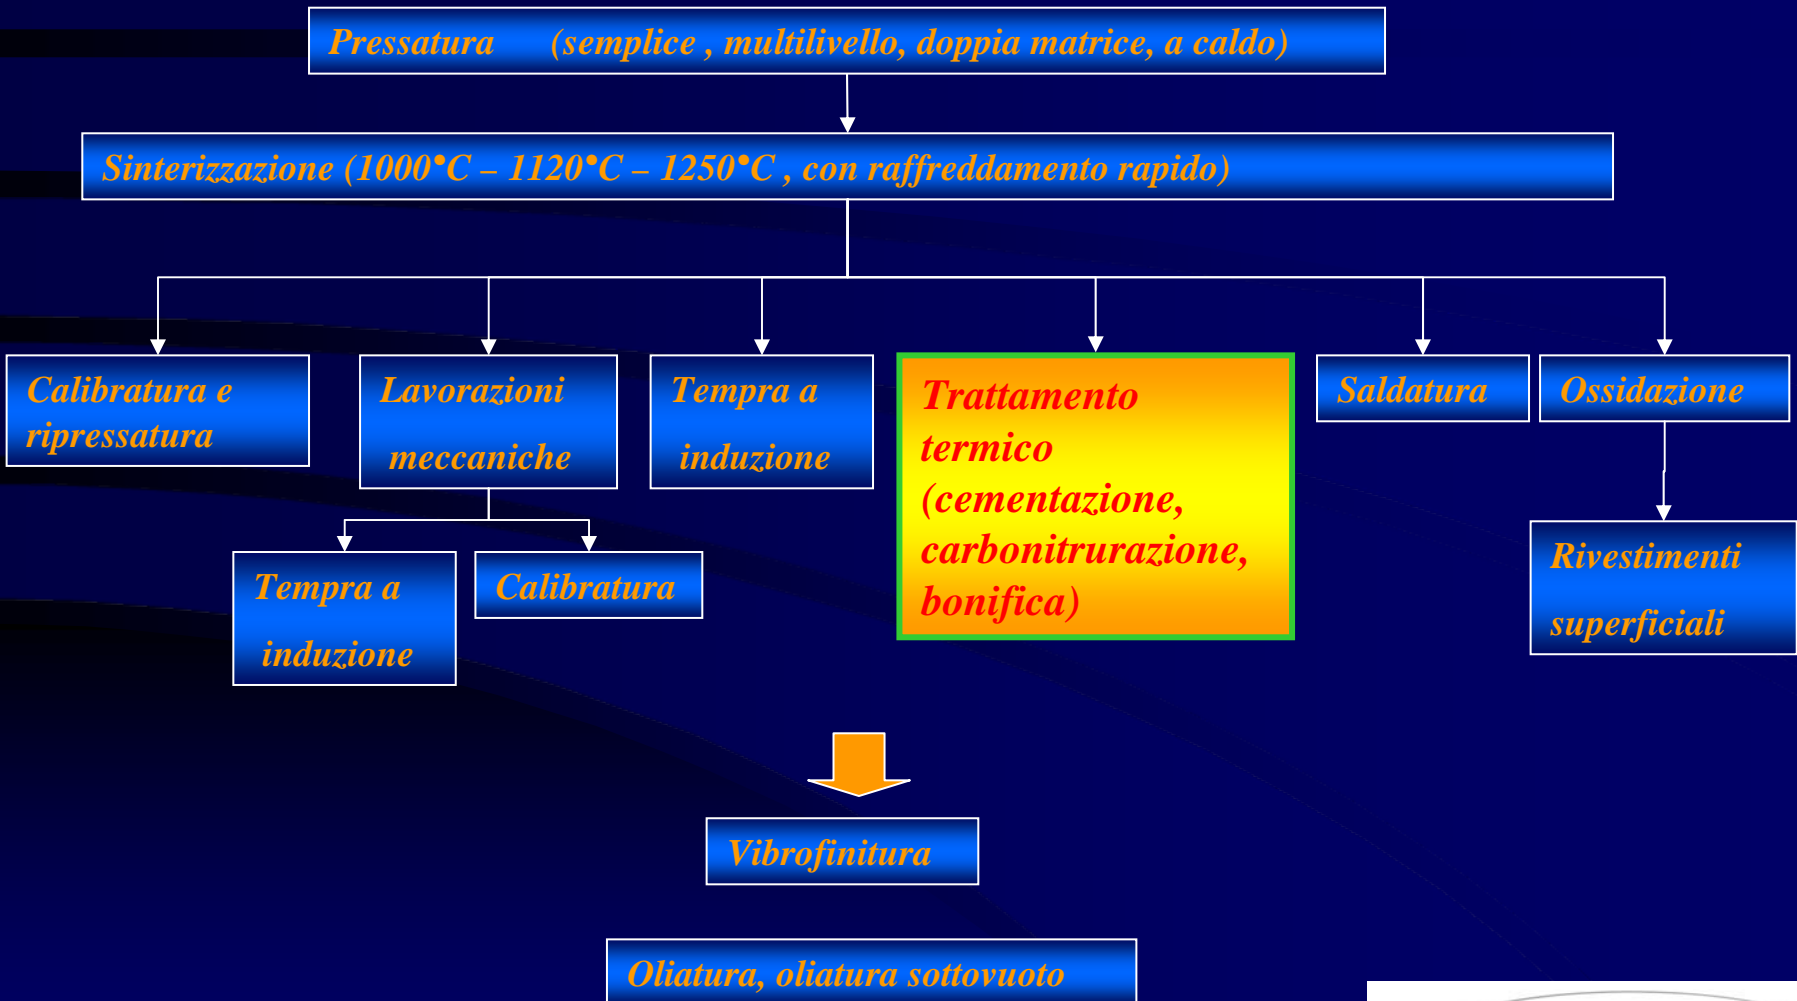 Pressatura (semplice , multilivello, doppia matrice, a caldo)
Sinterizzazione (1000°C – 1120°C – 1250°C , con raffreddamento rapido)
Calibratura e
ripressatura
Lavorazioni
meccaniche
Tempra a
induzione
Trattamento
termico
(cementazione,
carbonitrurazione,
bonifica)
Saldatura
Ossidazione
Tempra a
induzione
Calibratura
Rivestimenti
superficiali
Vibrofinitura
Oliatura, oliatura sottovuoto